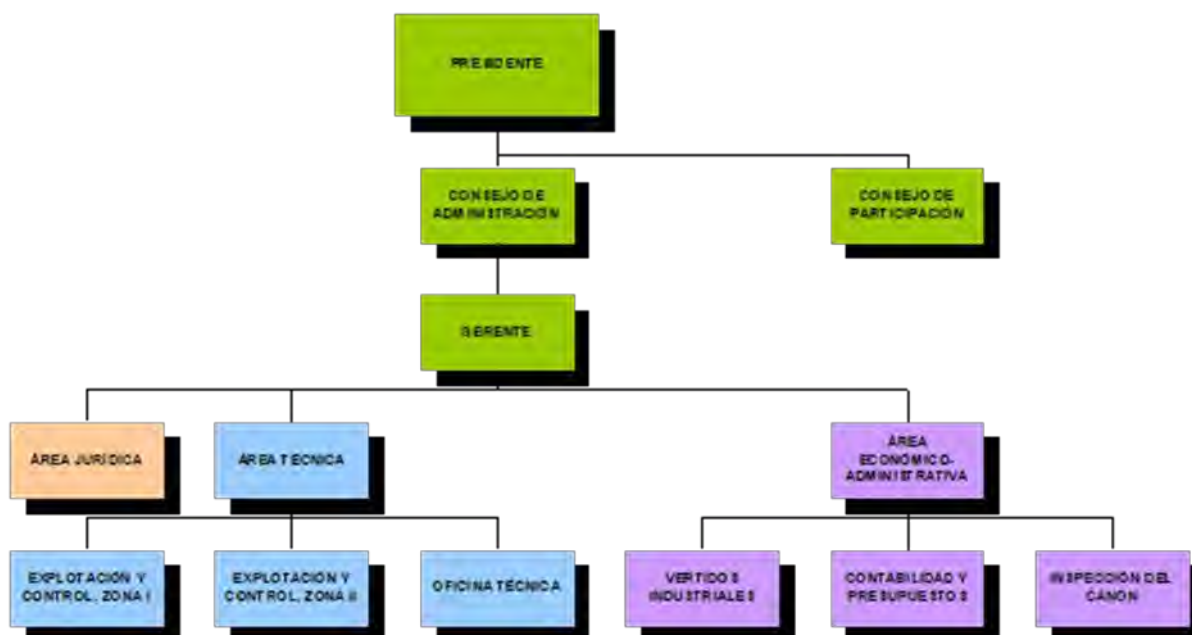 PRESIDENTE
CONSEJO DE
ADMINISTRACIÓN
CONSEJO DE
PARTICIPACIÓN
GERENTE
ÁREA JURÍDICA
ÁREA TÉCNICA
ÁREA
ECONÓMICO-
ADMINISTRATIVA
EXPLOTACIÓN Y
CONTROL, ZONA I
EXPLOTACIÓN Y
CONTROL, ZONA II
OFICINA TÉCNICA
VERTIDOS
INDUSTRIALES
CONTABILIDAD Y
PRESUPUESTOS
INSPECCIÓN DEL
CANON